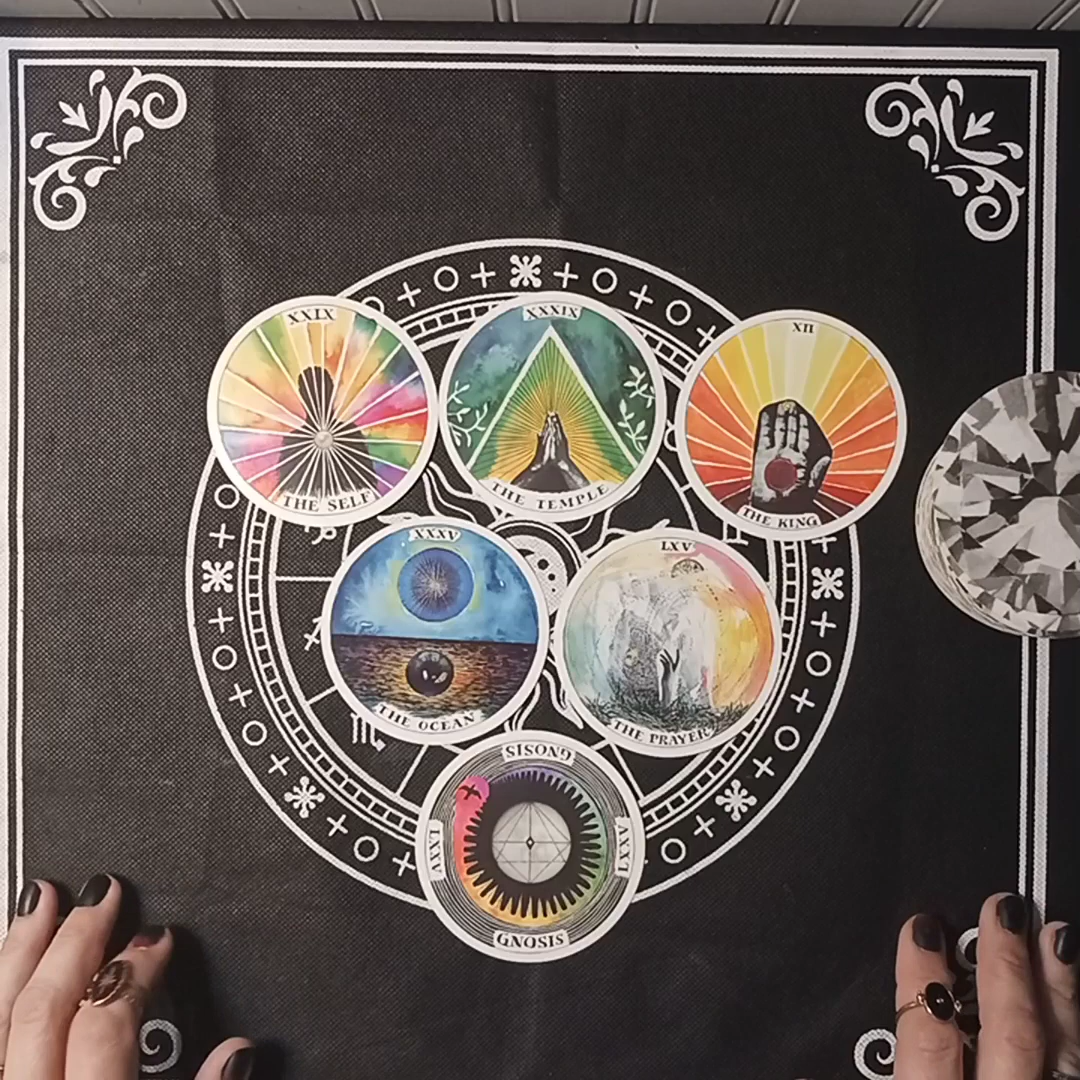 XXIX
THE SELF
XXXIX
THE TEMPLE
XII
THE KING
XXXV
THE OCEAN
LXV
THE PRAYER
GNOSIS
LXXV
LXXV
GNOSIS